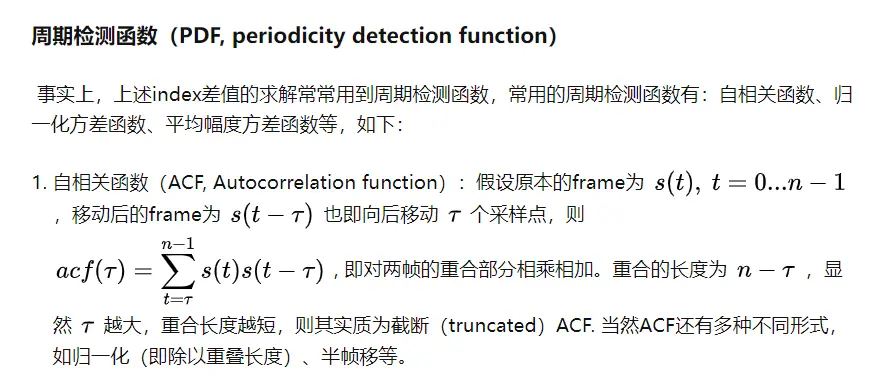 周期检测函数（PDF, periodicity detection function）
事实上，上述index差值的求解常常用到周期检测函数，常用的周期检测函数有：自相关函数、归
一化方差函数、平均幅度方差函数等，如下：
1. 自相关函数（ACF, Autocorrelation function）：假设原本的frame为 s(t), t = 0...n − 1
，移动后的frame为 s(t − τ) 也即向后移动 τ 个采样点，则
acf(τ) = ∑_{t=τ}^{n−1} s(t)s(t − τ) , 即对两帧的重合部分相乘相加。重合的长度为 n − τ ，显
然 τ 越大，重合长度越短，则其实质为截断（truncated）ACF. 当然ACF还有多种不同形式，
如归一化（即除以重叠长度）、半帧移等。